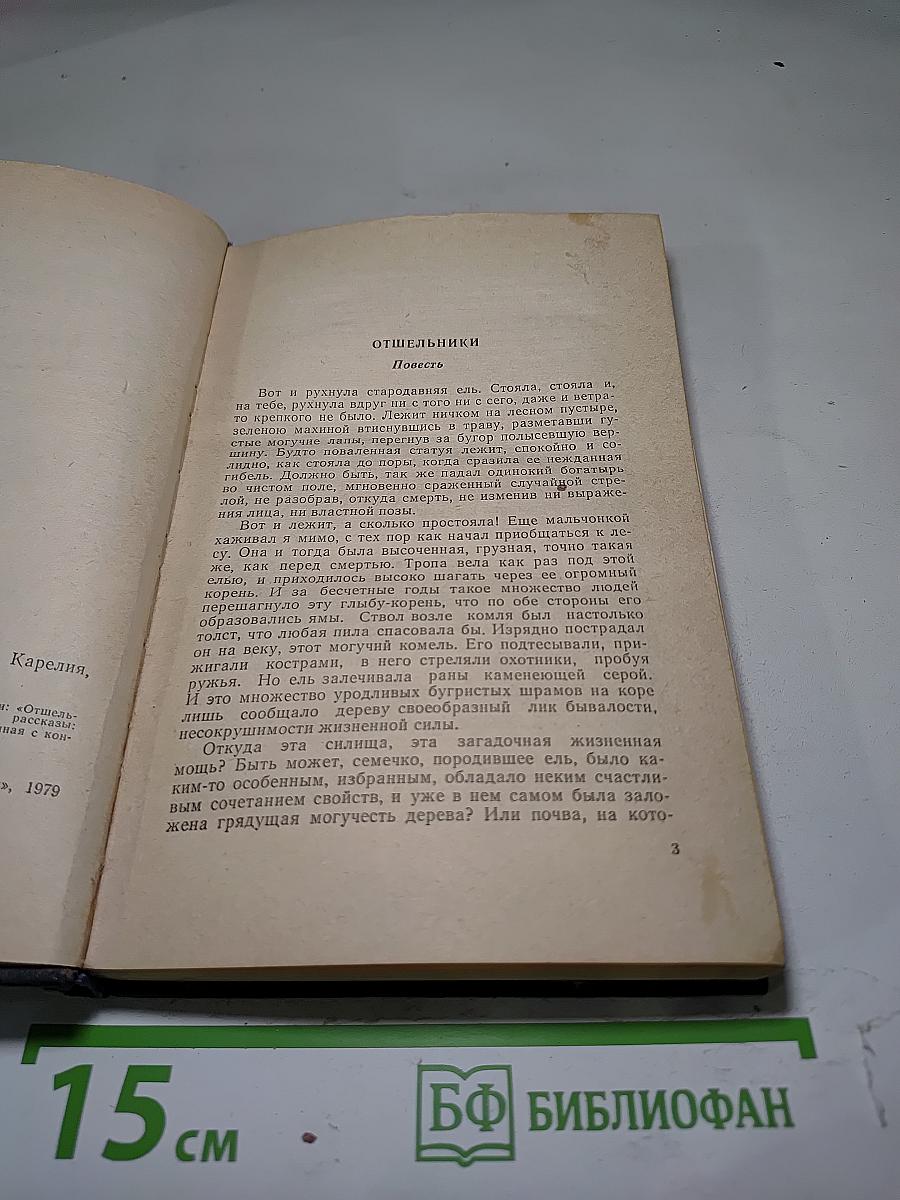 Карелия,
и: «Отшель-
рассказы:
нная с кон-
», 1979
ОТШЕЛЬНИКИ
Повесть
Вот и рухнула стародавняя ель. Стояла, стояла и,
на тебе, рухнула вдруг ни с того ни с сего, даже и ветра-
то крепкого не было. Лежит ничком на лесном пустыре,
зеленою махиной втиснувшись в траву, разметавши гу-
стые могучие лапы, перегнув за бугор полысевшую вер-
шину. Будто поваленная статуя лежит, спокойно и со-
лидно, как стояла до поры, когда сразила ее нежданная
гибель. Должно быть, так же падал одинокий богатырь
во чистом поле, мгновенно сраженный случайной стре-
лой, не разобрав, откуда смерть, не изменив ни выраже-
ния лица, ни властной позы.
Вот и лежит, а сколько простояла! Еще мальчонкой
хаживал я мимо, с тех пор как начал приобщаться к ле-
су. Она и тогда была высоченная, грузная, точно такая
же, как перед смертью. Тропа вела как раз под этой
елью, и приходилось высоко шагать через ее огромный
корень. И за бесчетные годы такое множество людей
перешагнуло эту глыбу-корень, что по обе стороны его
образовались ямы. Ствол возле комля был настолько
толст, что любая пила спасовала бы. Изрядно пострадал
он на веку, этот могучий комель. Его подтесывали, при-
жигали кострами, в него стреляли охотники, пробуя
ружья. Но ель залечивала раны каменеющей серой.
И это множество уродливых бугристых шрамов на коре
лишь сообщало дереву своеобразный лик бывалости,
несокрушимости жизненной силы.
Откуда эта силища, эта загадочная жизненная
мощь? Быть может, семечко, породившее ель, было ка-
ким-то особенным, избранным, обладало неким счастли-
вым сочетанием свойств, и уже в нем самом была зало-
жена грядущая могучесть дерева? Или почва, на кото-
3
15 см
БФ БИБЛИОФАН